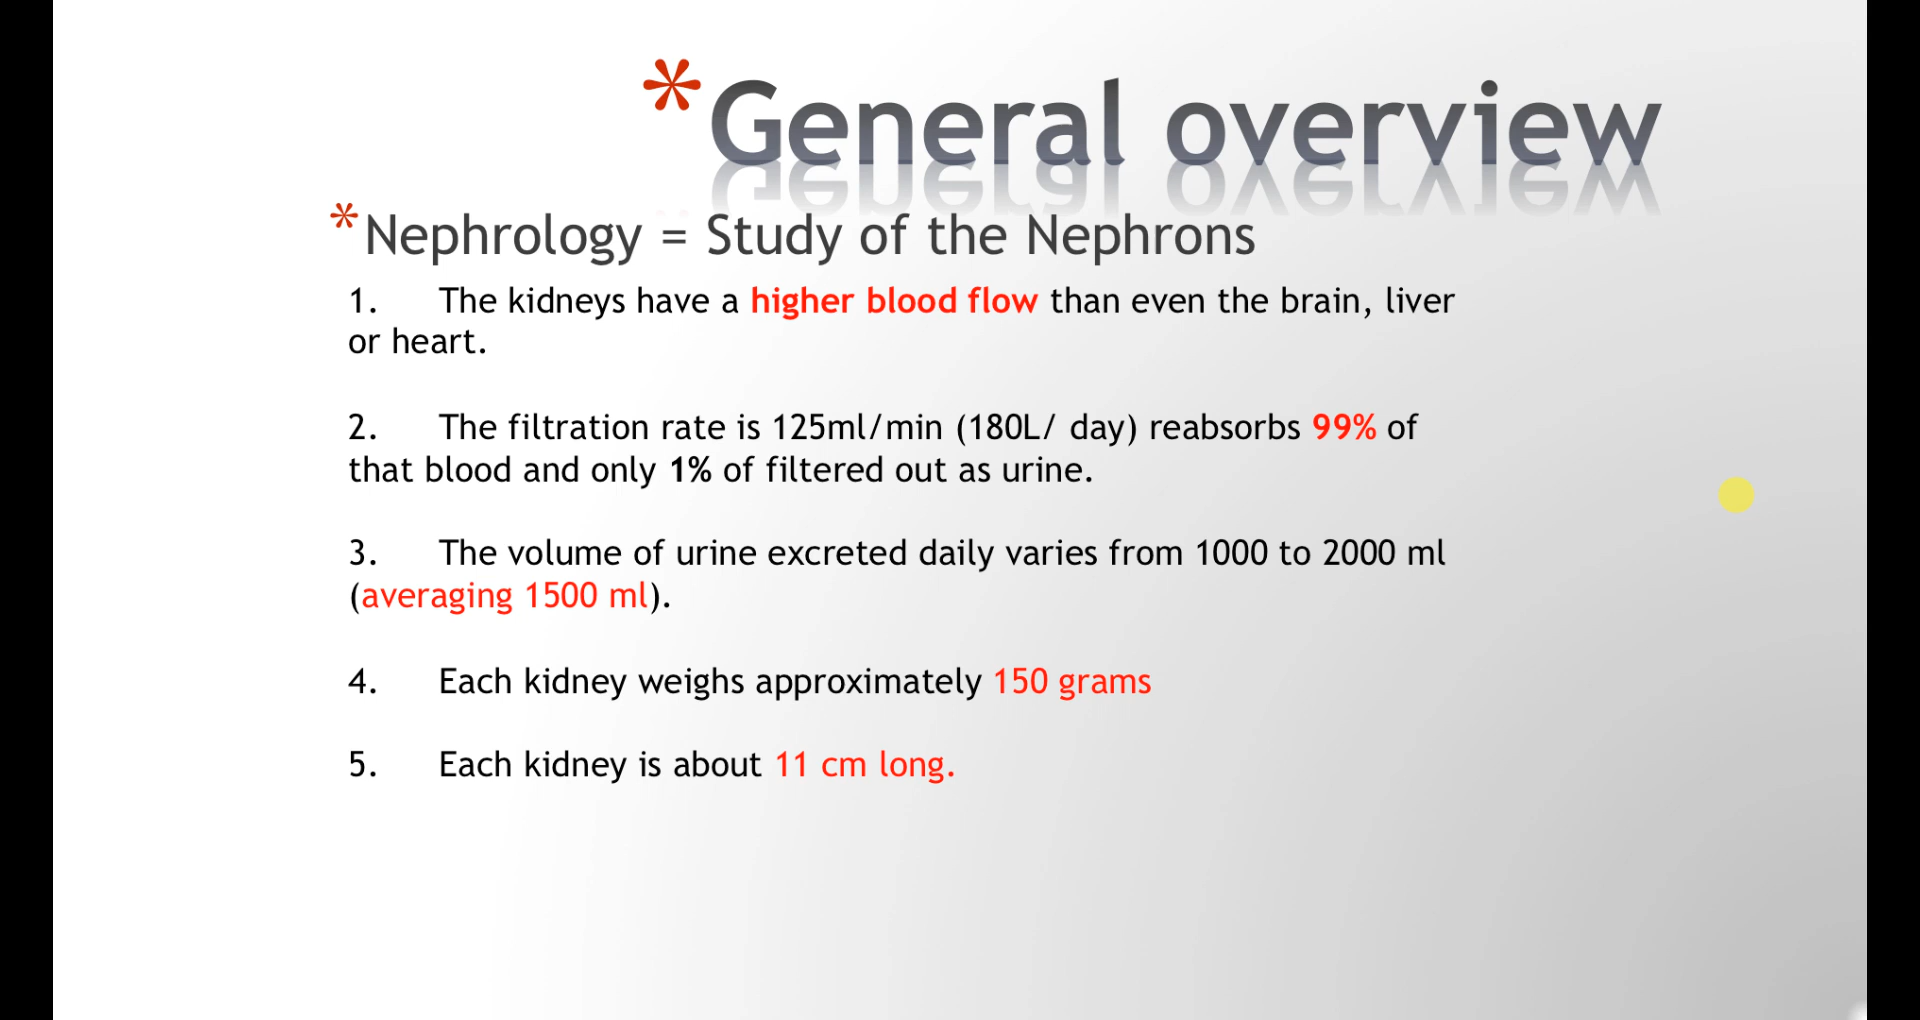 *General overview
*Nephrology = Study of the Nephrons
1. The kidneys have a higher blood flow than even the brain, liver
or heart.
2. The filtration rate is 125ml/min (180L/ day) reabsorbs 99% of
that blood and only 1% of filtered out as urine.
3. The volume of urine excreted daily varies from 1000 to 2000 ml
(averaging 1500 ml).
4. Each kidney weighs approximately 150 grams
5. Each kidney is about 11 cm long.